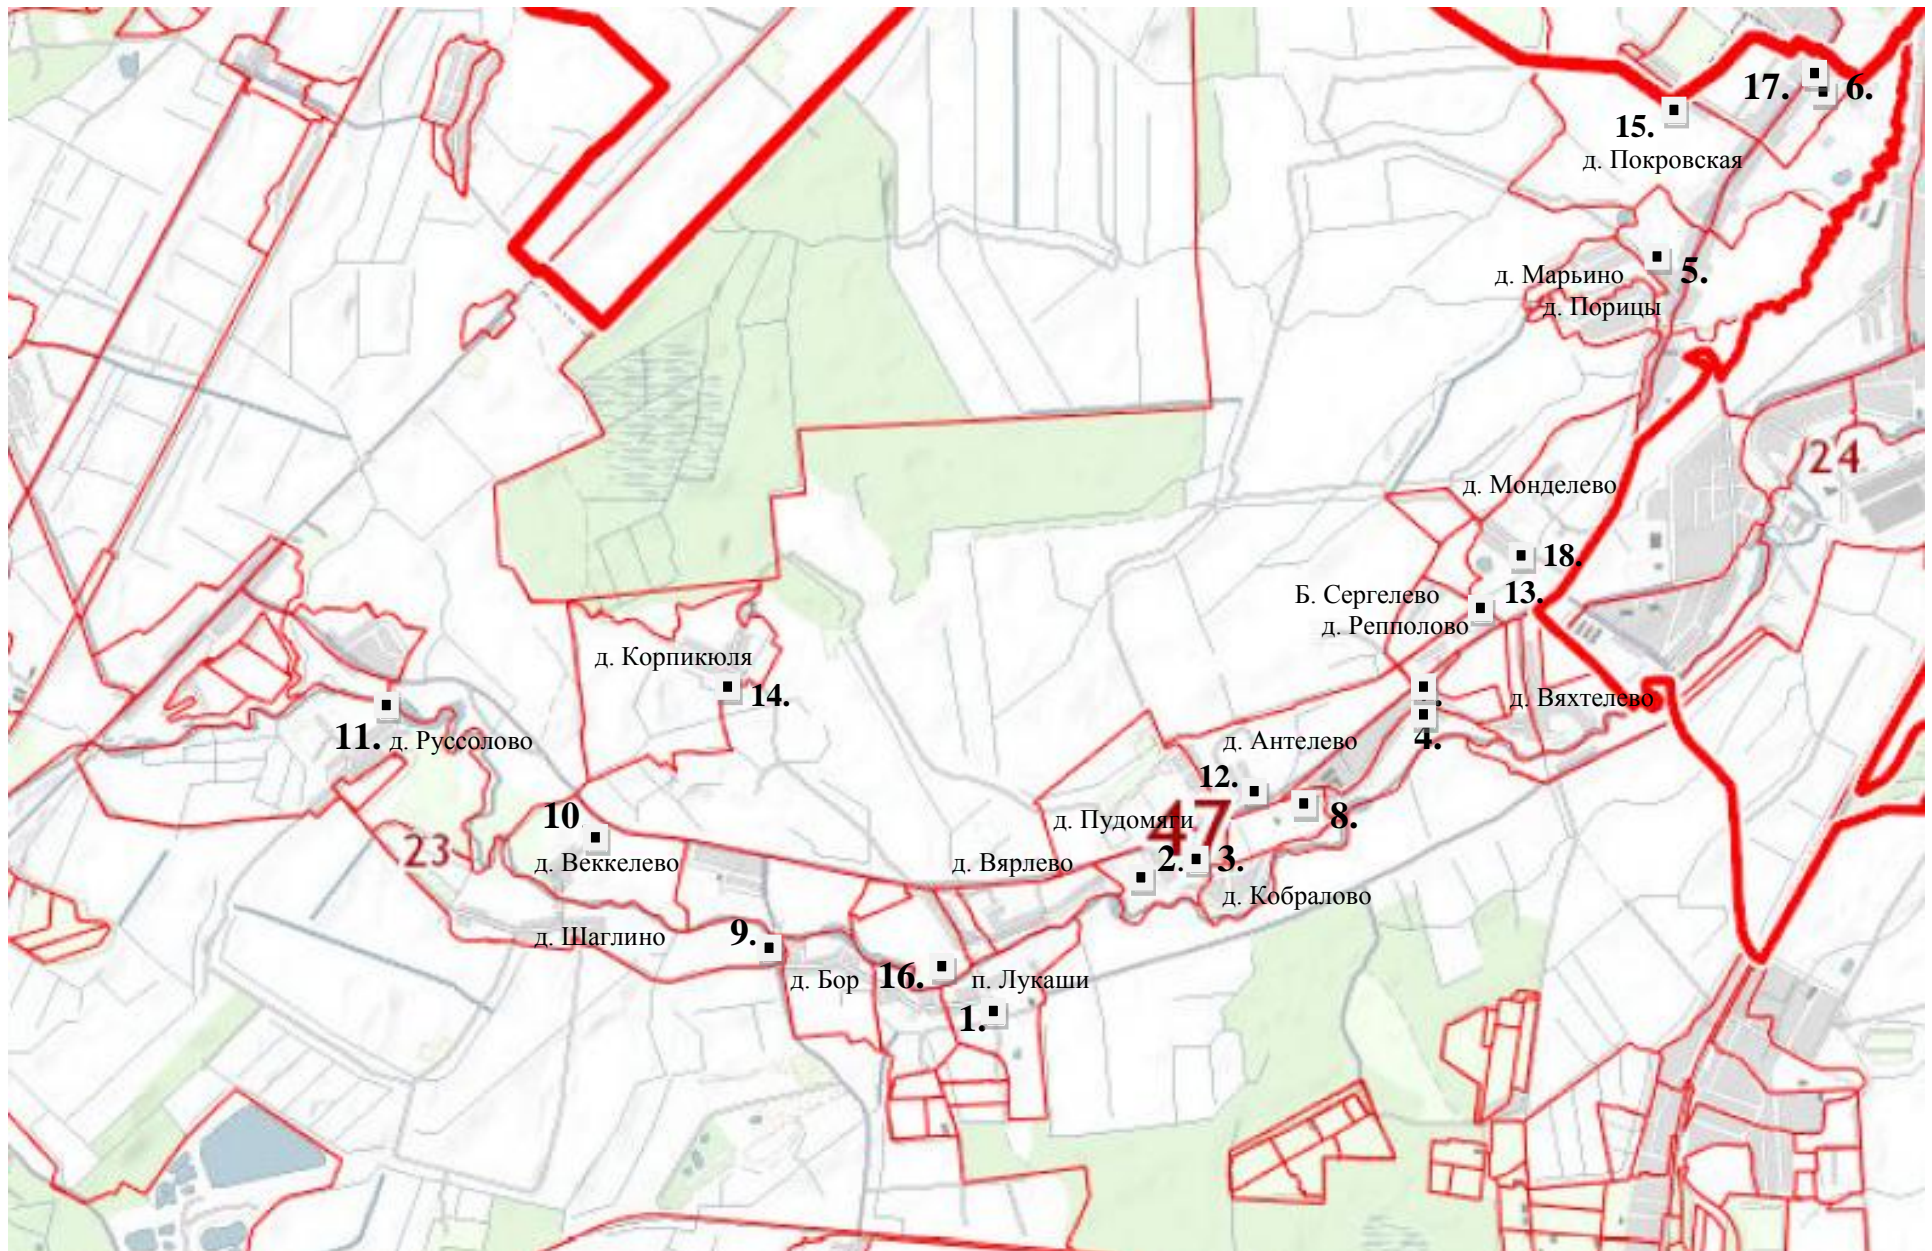 17.
6.
15.
д. Покровская
д. Марьино
5.
д. Порицы
24
д. Монделево
18.
Б. Сергелево
13.
д. Репполово
д. Корпикюля
14.
д. Вяхтелево
11.
д. Руссолово
д. Антелево
4.
12.
10
47
д. Пудомяги
8.
23
д. Веккелево
д. Вярлево
2.
3.
д. Кобралово
9.
д. Шаглино
д. Бор
16.
п. Лукаши
1.